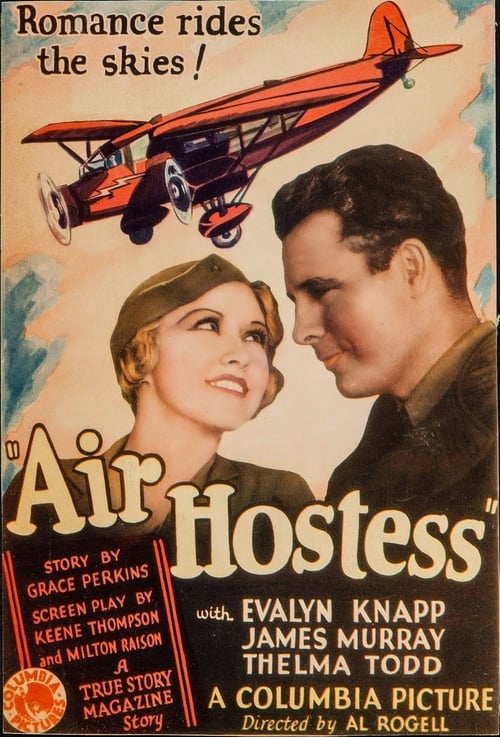 Romance rides
the skies!
"Air
Hostess"
STORY BY
GRACE PERKINS
SCREEN PLAY BY
KEENE THOMPSON
and MILTON RAISON
A
TRUE STORY
MAGAZINE
Story
with EVALYN KNAPP
JAMES MURRAY
THELMA TODD
A COLUMBIA PICTURE
Directed by AL ROGELL
COLUMBIA
PICTURES